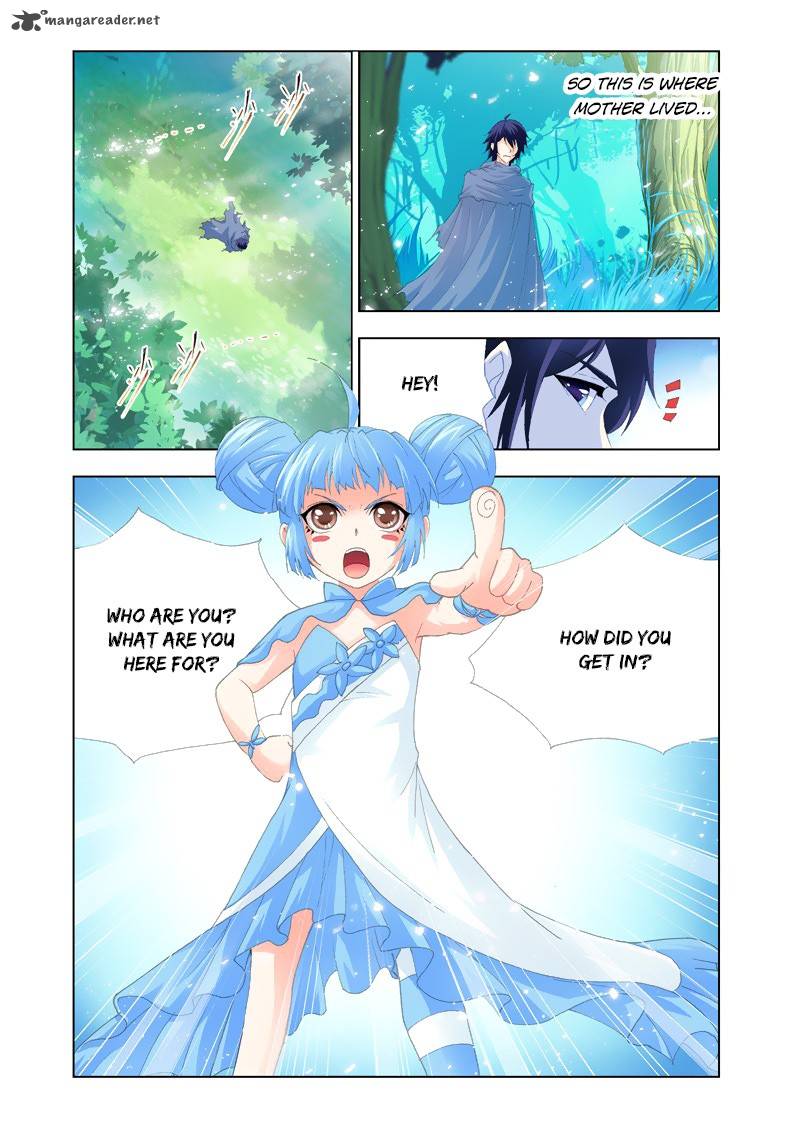 mangareader.net
SO THIS IS WHERE
MOTHER LIVED...
HEY!
WHO ARE YOU?
WHAT ARE YOU
HERE FOR?
HOW DID YOU
GET IN?